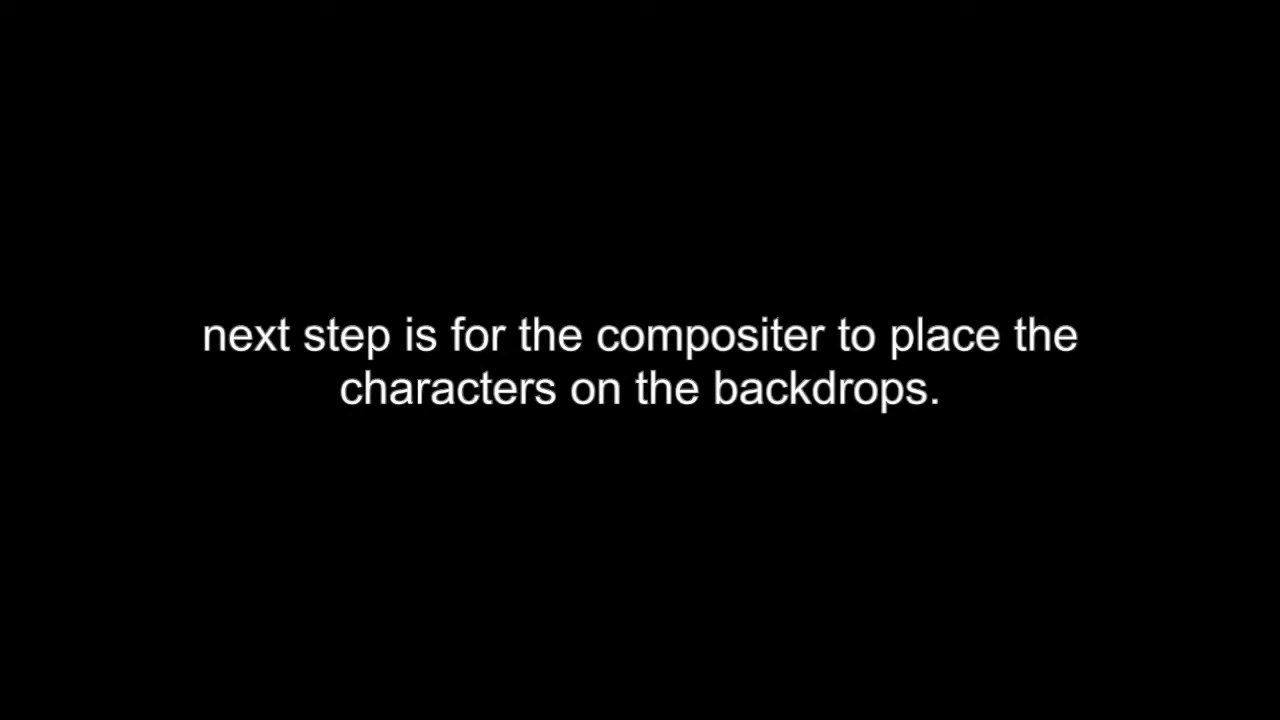 next step is for the compositer to place the
characters on the backdrops.